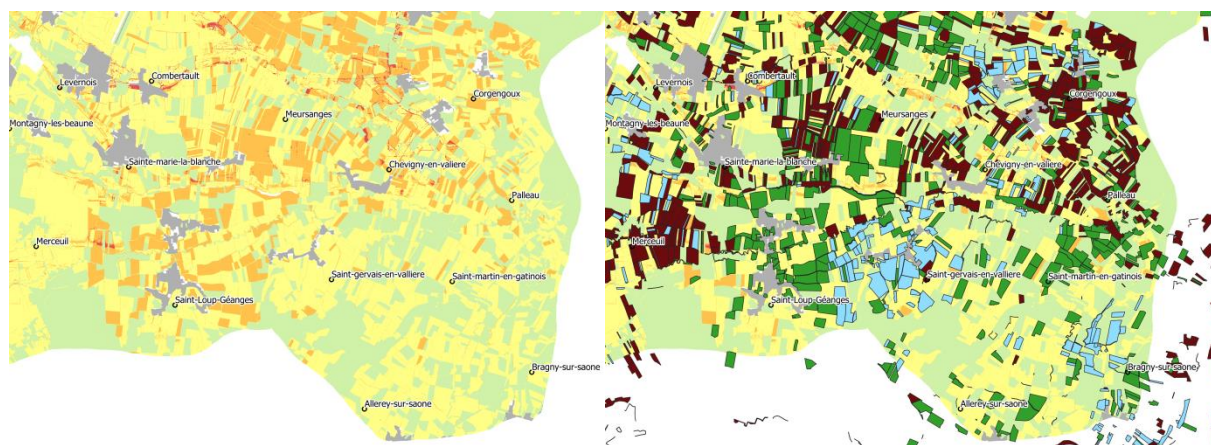 Levernois
Combertault
Corgengoux
Meursanges
Montagny-les-beaune
Sainte-marie-la-blanche
Chevigny-en-valiere
Palleau
Merceuil
Saint-gervais-en-valliere
Saint-martin-en-gatinois
Saint-Loup-Géanges
Bragny-sur-saone
Allerey-sur-saone
Levernois
Combertault
Corgengoux
Meursanges
Montagny-les-beaune
Sainte-marie-la-blanche
Chevigny-en-valiere
Palleau
Merceuil
Saint-gervais-en-valliere
Saint-martin-en-gatinois
Saint-Loup-Géanges
Bragny-sur-saone
Allerey-sur-saone